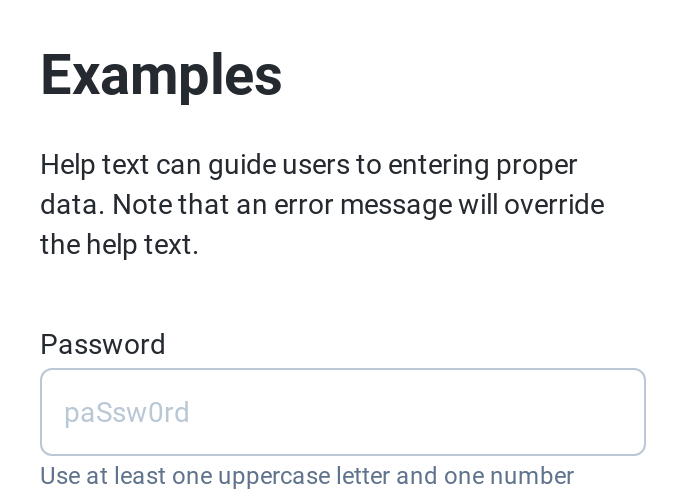 Examples
Help text can guide users to entering proper
data. Note that an error message will override
the help text.
Password
paSsw0rd
Use at least one uppercase letter and one number